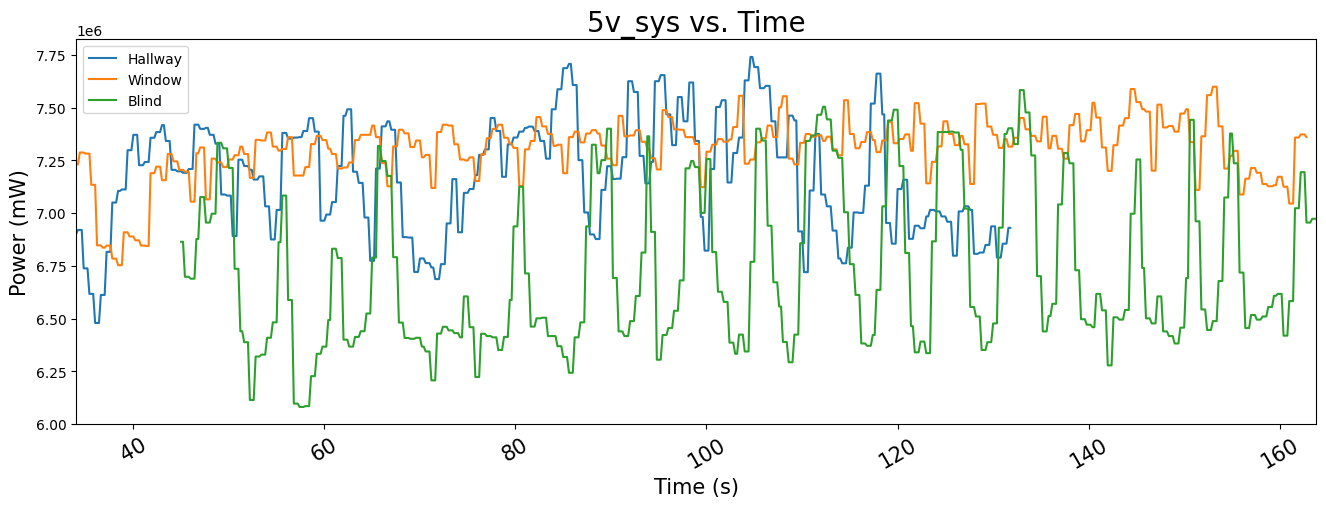 5v_sys vs. Time
1e6
Hallway
Window
Blind
Power (mW)
7.75
7.50
7.25
7.00
6.75
6.50
6.25
6.00
40 60 80 100 120 140 160
Time (s)